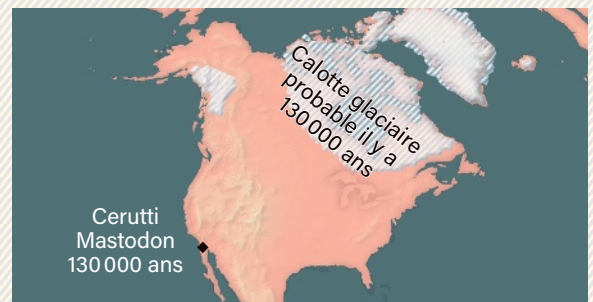 Calotte glaciaire
probable il y a
130 000 ans
Cerutti
Mastodon
130 000 ans